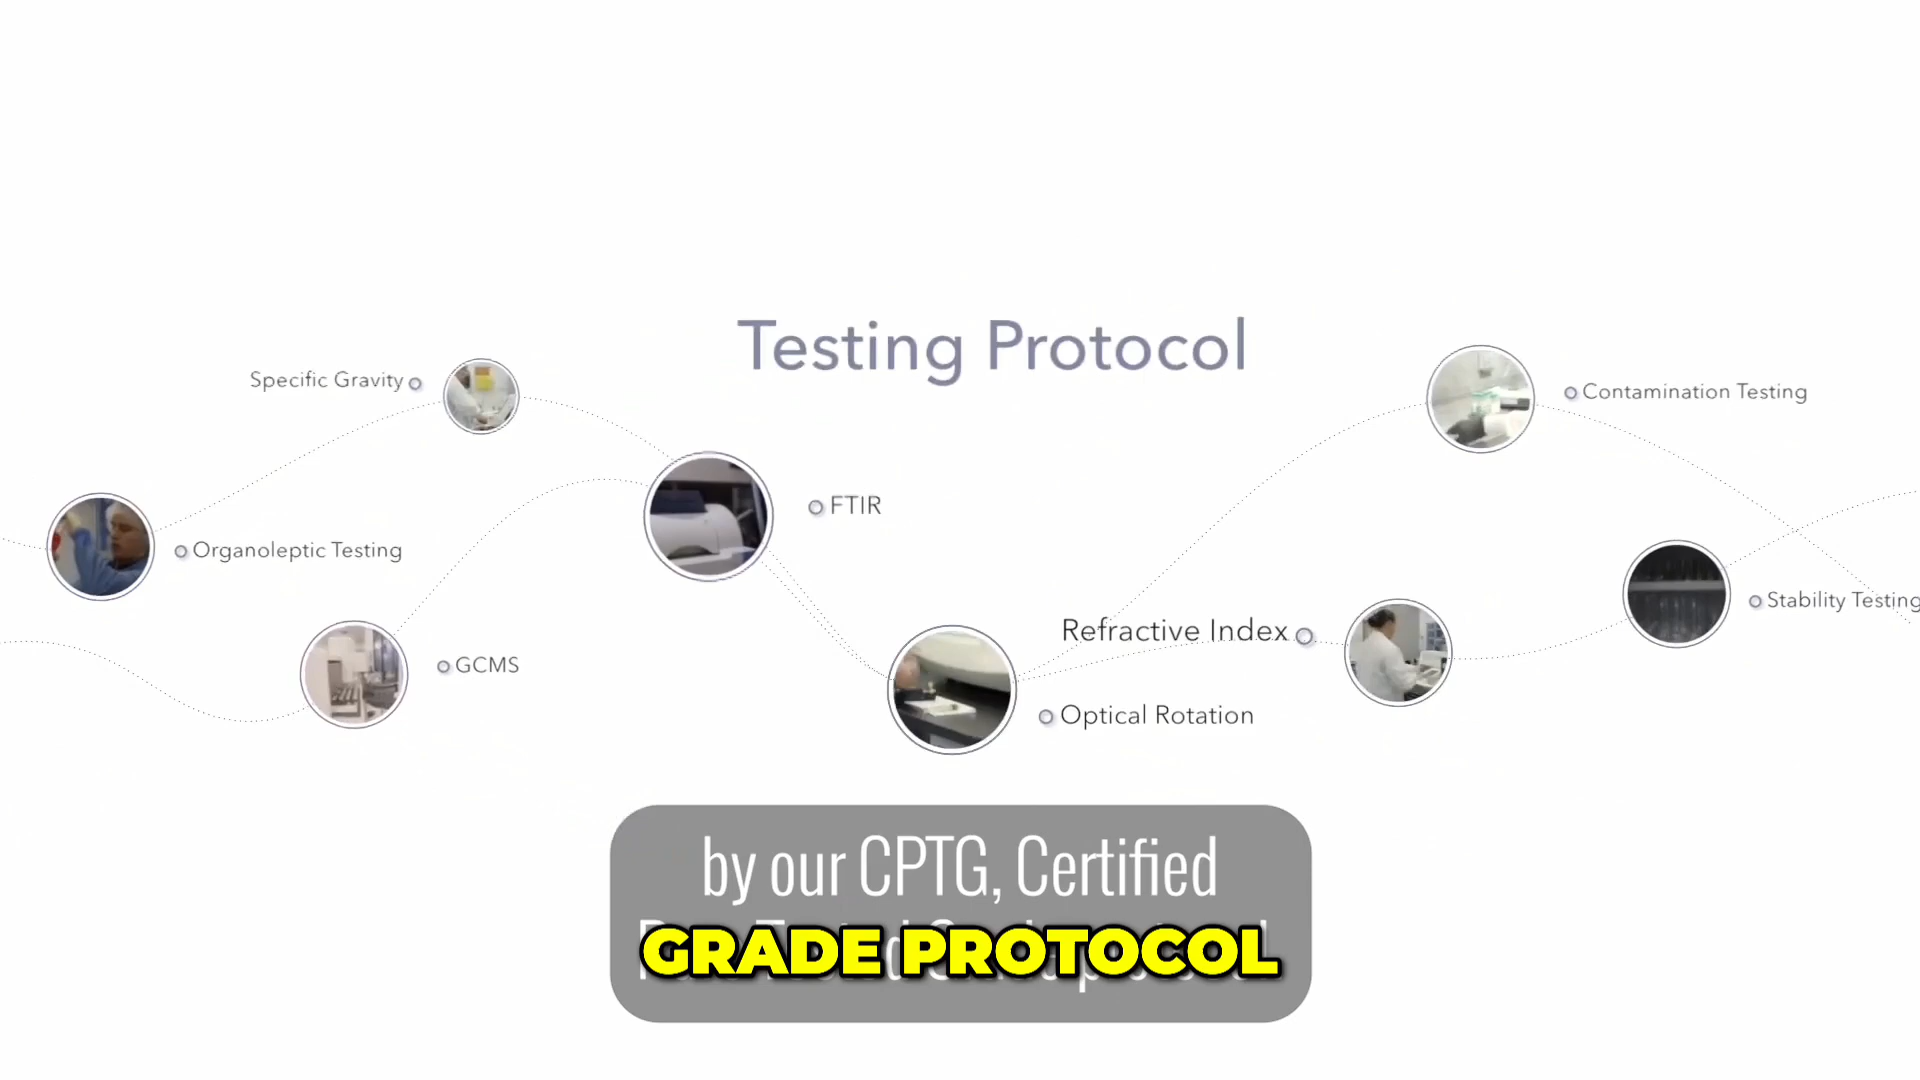 Testing Protocol
Specific Gravity
Contamination Testing
FTIR
Organoleptic Testing
Stability Testing
Refractive Index
GCMS
Optical Rotation
by our CPTG, Certified
GRADE PROTOCOL